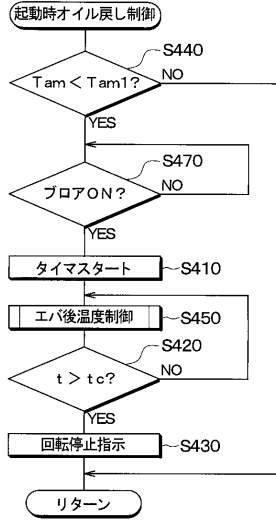 起動時オイル戻し制御
S440
Tam＜Tam1?
NO
YES
S470
ブロアON?
NO
YES
タイマスタート
S410
エバ後温度制御
S450
S420
t＞tc?
NO
YES
回転停止指示
S430
リターン